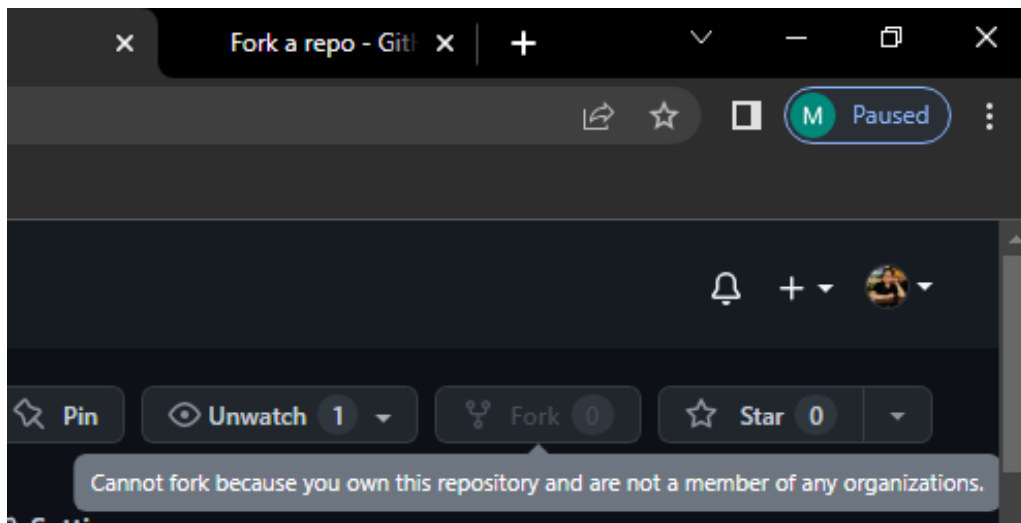 Fork a repo - Git
M Paused
Pin Unwatch 1 Fork 0 Star 0
Cannot fork because you own this repository and are not a member of any organizations.